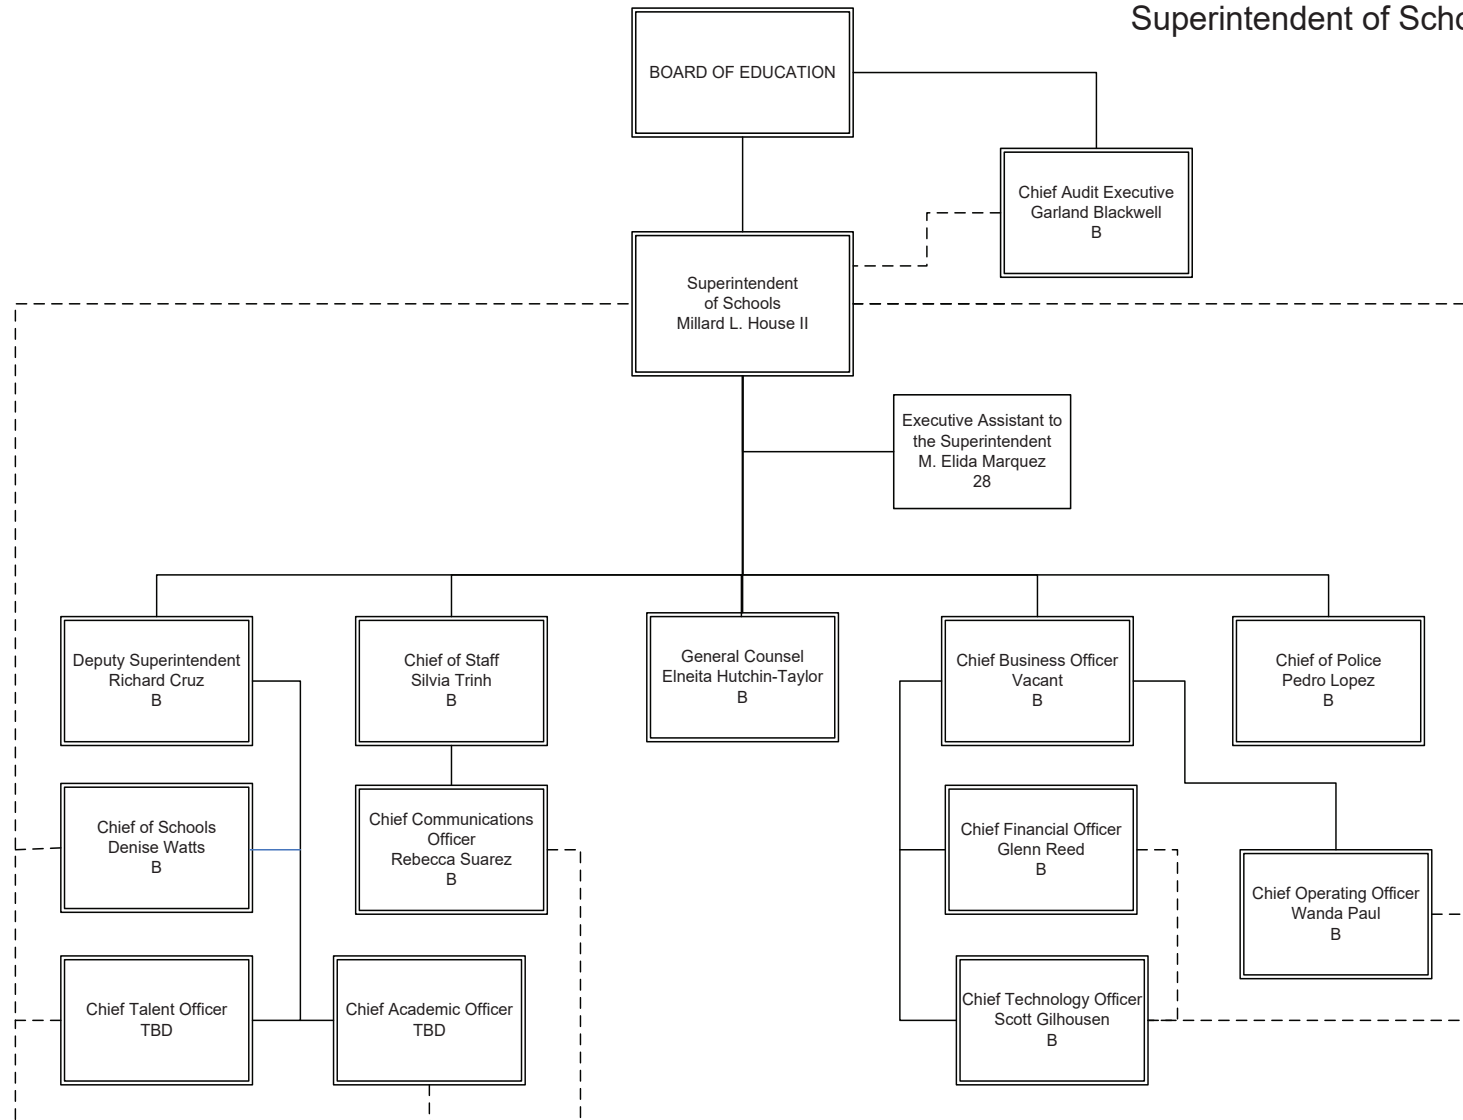 Superintendent of Scho
BOARD OF EDUCATION
Chief Audit Executive
Garland Blackwell
B
Superintendent
of Schools
Millard L. House II
Executive Assistant to
the Superintendent
M. Elida Marquez
28
Deputy Superintendent
Richard Cruz
B
Chief of Staff
Silvia Trinh
B
General Counsel
Elneita Hutchin-Taylor
B
Chief Business Officer
Vacant
B
Chief of Police
Pedro Lopez
B
Chief of Schools
Denise Watts
B
Chief Communications
Officer
Rebecca Suarez
B
Chief Financial Officer
Glenn Reed
B
Chief Operating Officer
Wanda Paul
B
Chief Talent Officer
TBD
Chief Academic Officer
TBD
Chief Technology Officer
Scott Gilhousen
B